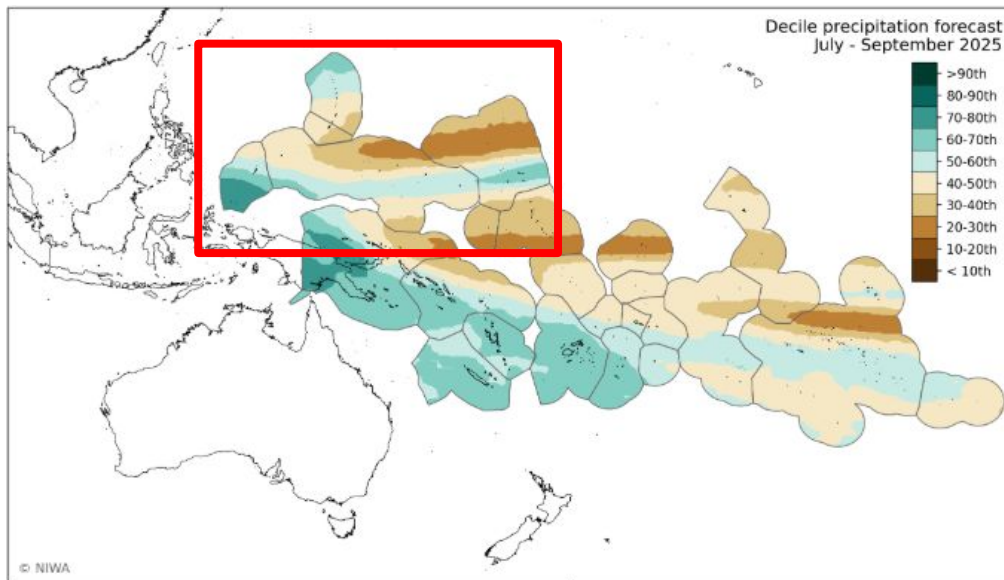 Decile precipitation forecast
July - September 2025
>90th
80-90th
70-80th
60-70th
50-60th
40-50th
30-40th
20-30th
10-20th
< 10th
© NIWA